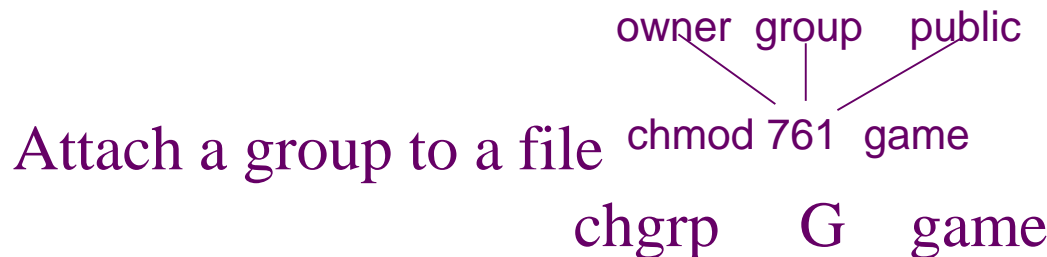 owner group public
chmod 761 game
Attach a group to a file
chgrp G game